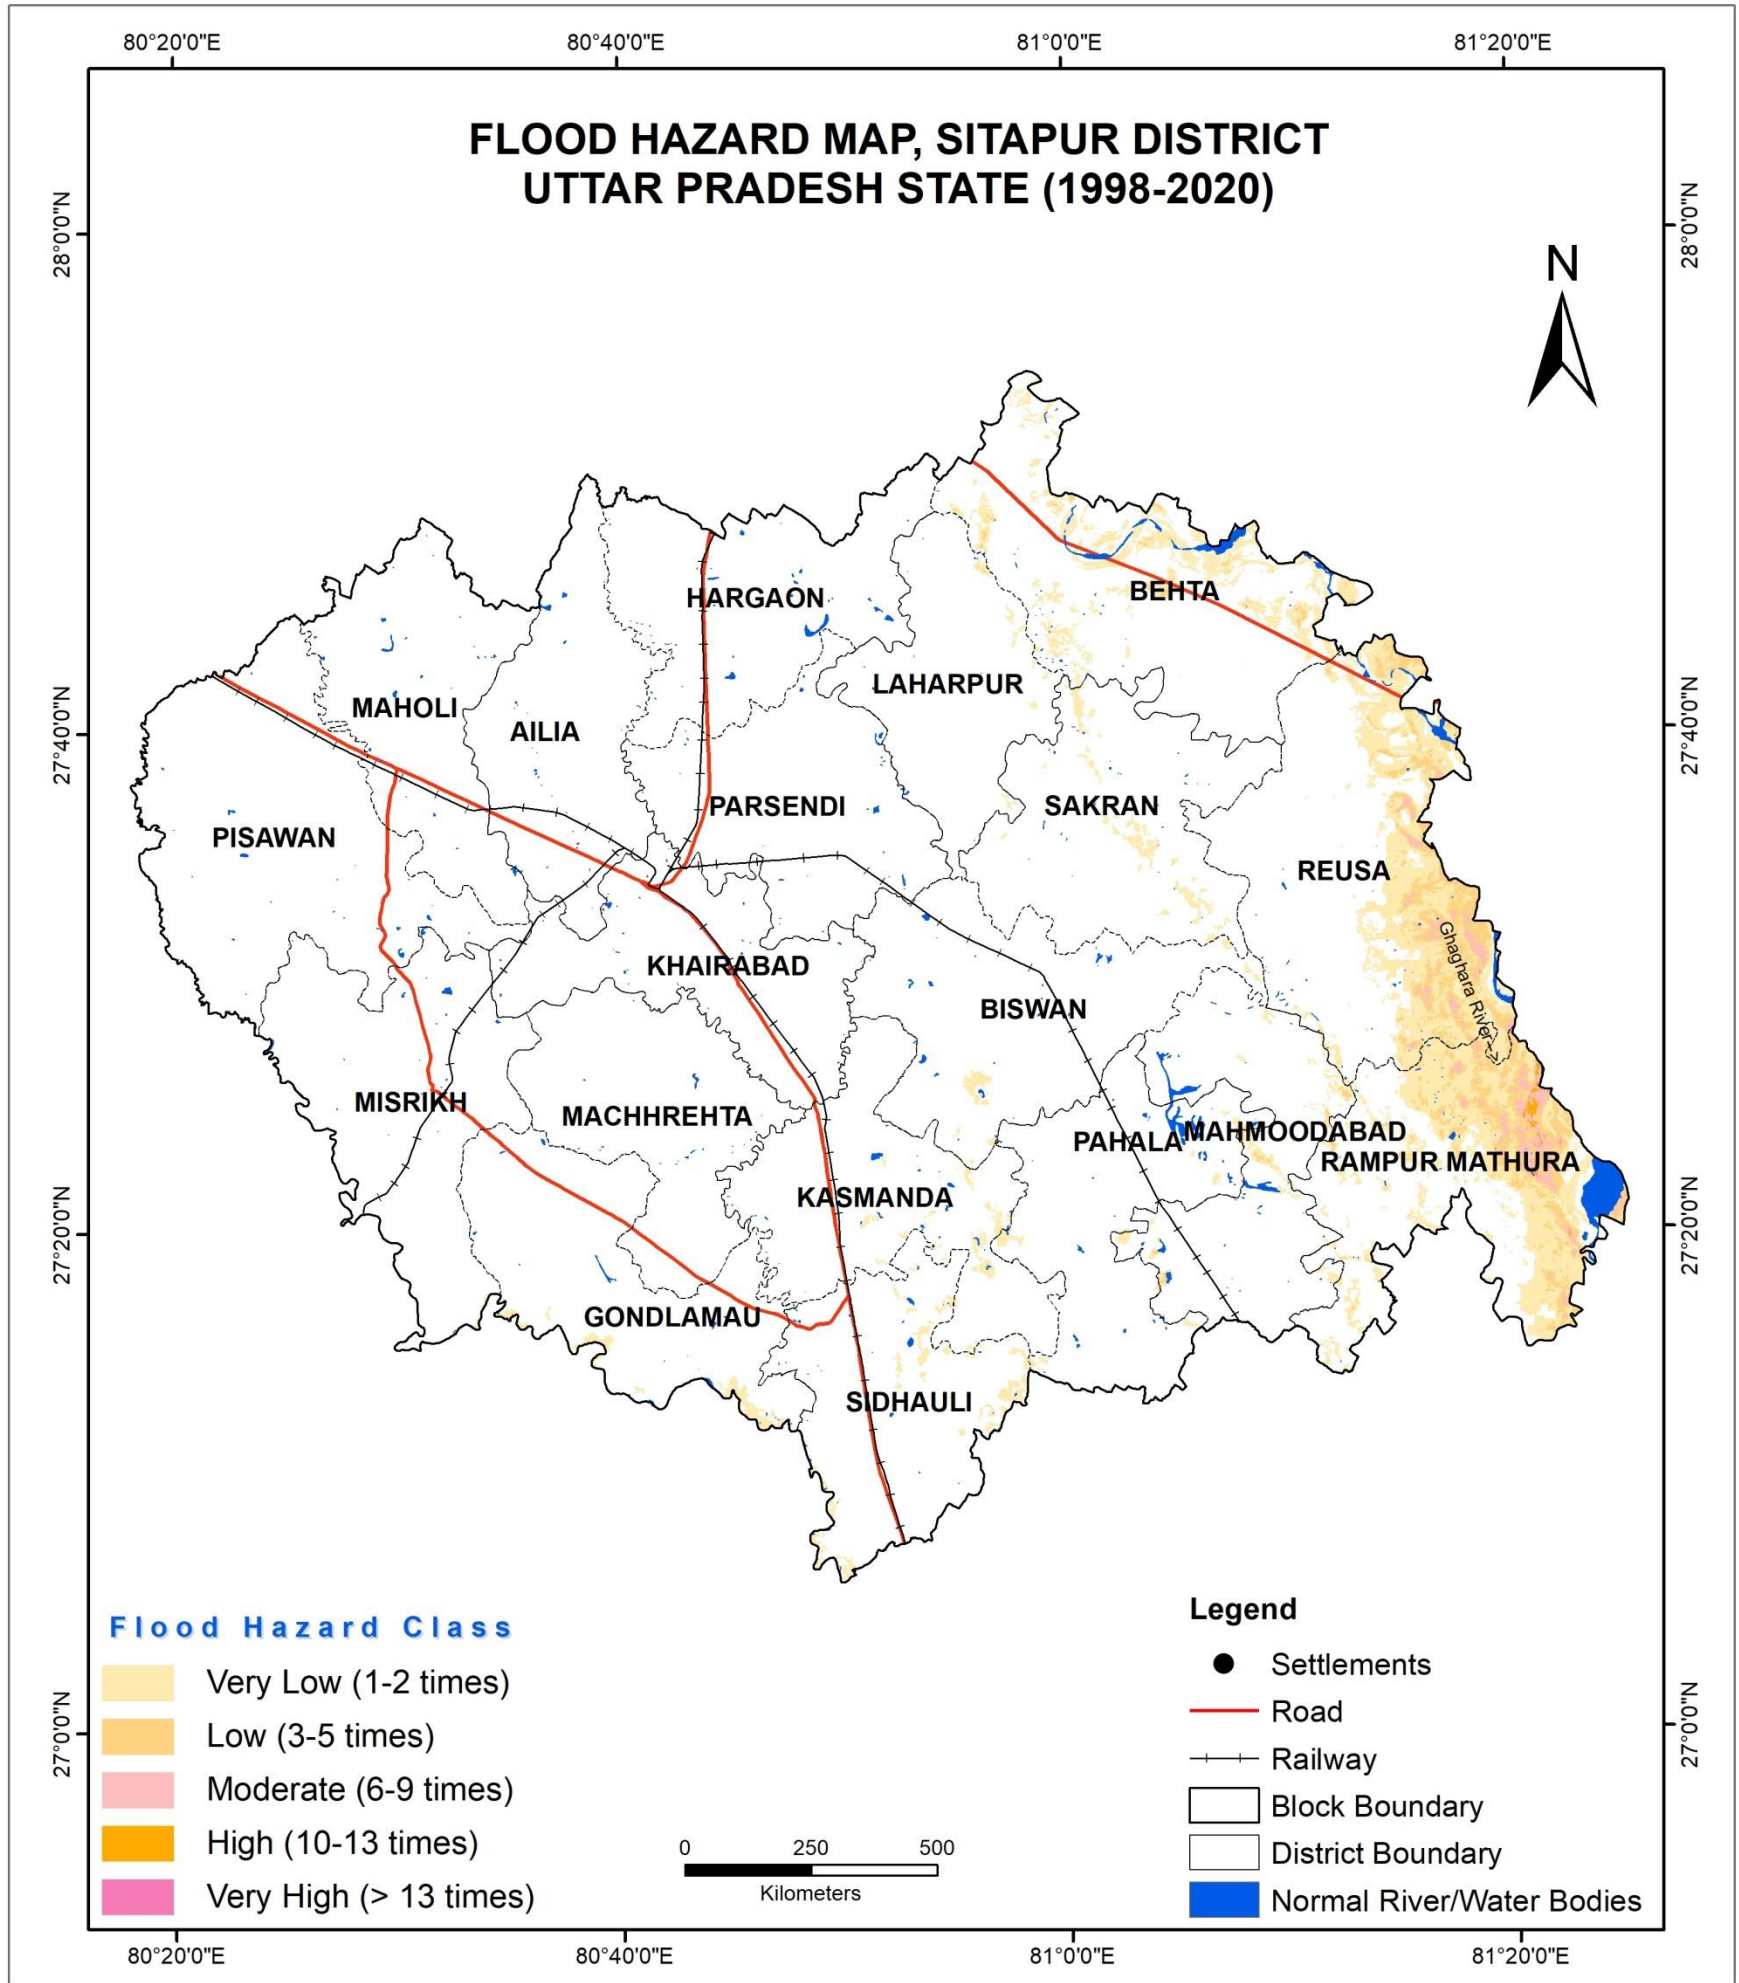 80°20'0"E
80°40'0"E
81°0'0"E
81°20'0"E
FLOOD HAZARD MAP, SITAPUR DISTRICT
UTTAR PRADESH STATE (1998-2020)
28°0'0"N
28°0'0"N
N
HARGAON
BEHTA
LAHARPUR
MAHOLI
AILIA
27°40'0"N
27°40'0"N
PARSENDI
SAKRAN
PISAWAN
REUSA
Ghaghara River
KHAIRABAD
BISWAN
MISRIKH
MACHHREHTA
PAHALA
MAHMOODABAD
RAMPUR MATHURA
KASMANDA
27°20'0"N
27°20'0"N
GONDLAMAU
SIDHAULI
Flood Hazard Class
Very Low (1-2 times)
Low (3-5 times)
Moderate (6-9 times)
High (10-13 times)
Very High (> 13 times)
27°0'0"N
0 250 500
Kilometers
Legend
Settlements
Road
Railway
Block Boundary
District Boundary
Normal River/Water Bodies
27°0'0"N
80°20'0"E
80°40'0"E
81°0'0"E
81°20'0"E